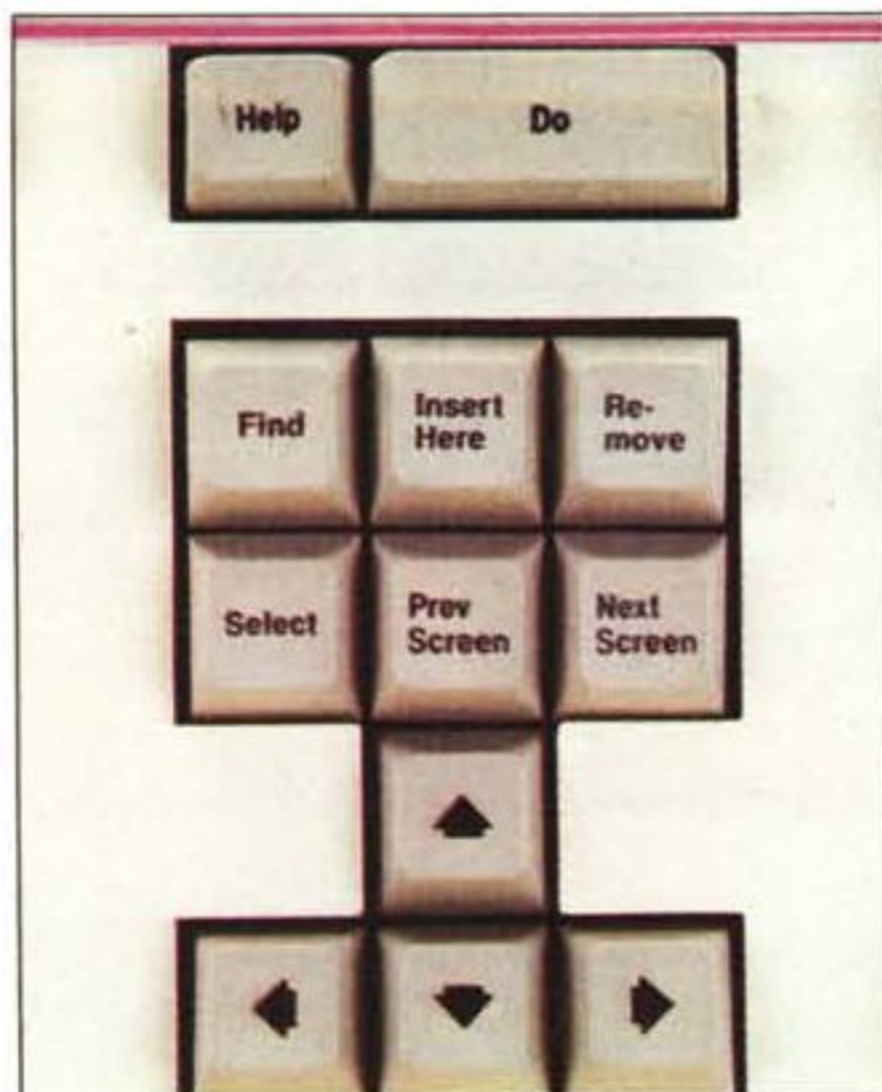 Help
Do
Find
Insert
Here
Re-
move
Select
Prev
Screen
Next
Screen